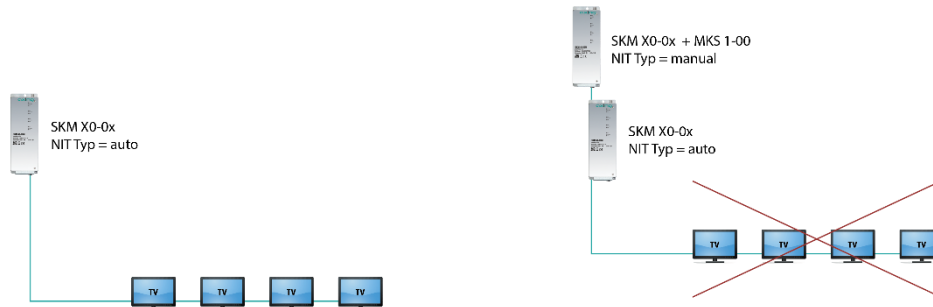 SKM X0-0x + MKS 1-00
NIT Typ = manual
SKM X0-0x
NIT Typ = auto
SKM X0-0x
NIT Typ = auto
TV TV TV TV
TV TV TV TV